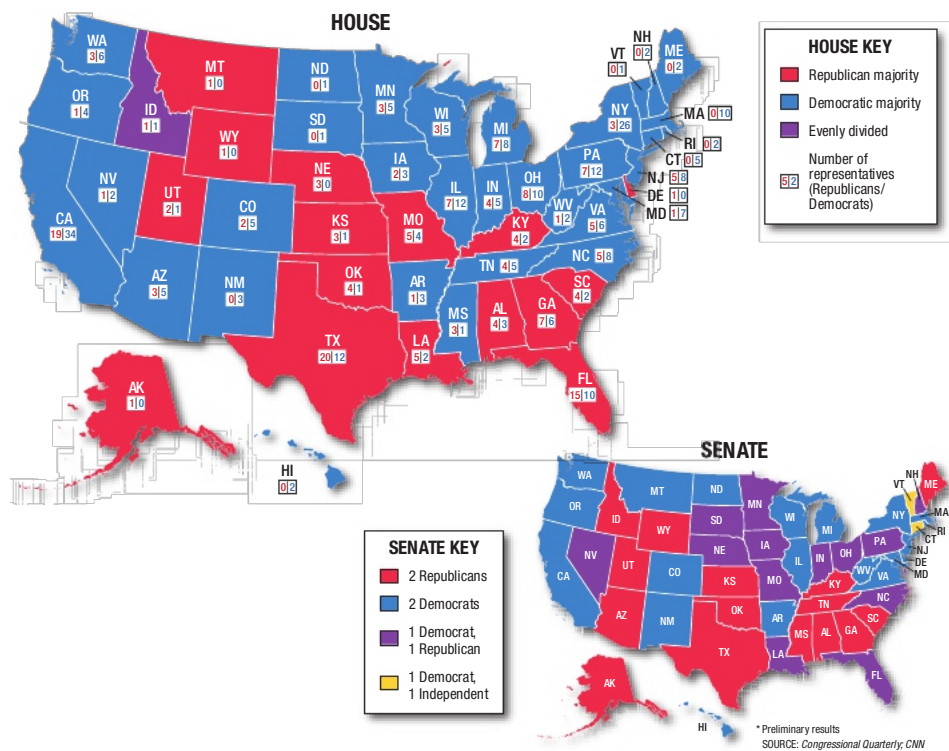 HOUSE
WA
3|6
OR
1|4
CA
19|34
NV
1|2
ID
1|1
MT
1|0
WY
1|0
UT
2|1
AZ
3|5
CO
2|5
NM
0|3
ND
0|1
SD
0|1
NE
3|0
KS
3|1
OK
4|1
TX
20|12
MN
3|5
IA
2|3
MO
5|4
AR
1|3
LA
5|2
WI
3|5
IL
7|12
MI
7|8
IN
4|5
OH
8|10
KY
4|2
TN 4|5
MS
3|1
AL
4|3
GA
7|6
FL
15|10
SC
4|2
NC 5|8
VA
5|6
WV
1|2
PA
7|12
NY
3|26
VT
0|1
NH
0|2
ME
0|2
MA 0|10
RI 0|2
CT 0|5
NJ 5|8
DE 1|0
MD 1|7
AK
1|0
HI
0|2
HOUSE KEY
Republican majority
Democratic majority
Evenly divided
5|2 Number of
representatives
(Republicans/
Democrats)
SENATE
WA
OR
CA
NV
ID
MT
WY
UT
AZ
CO
NM
ND
SD
NE
KS
OK
TX
MN
IA
MO
AR
LA
WI
IL
MI
IN
OH
KY
TN
MS
AL
GA
FL
SC
NC
VA
WV
PA
NY
VT
NH
ME
MA
RI
CT
NJ
DE
MD
AK
HI
SENATE KEY
2 Republicans
2 Democrats
1 Democrat,
1 Republican
1 Democrat,
1 Independent
* Preliminary results
SOURCE: Congressional Quarterly; CNN